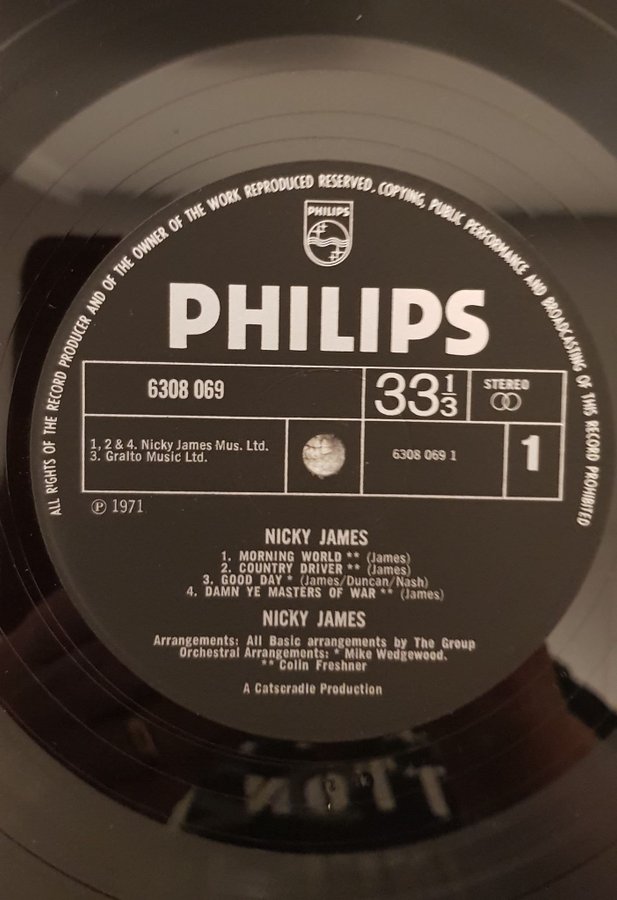 ALL RIGHTS OF THE RECORD PRODUCER AND OF THE OWNER OF THE WORK REPRODUCED RESERVED. COPYING, PUBLIC PERFORMANCE AND BROADCASTING OF THIS RECORD PROHIBITED
PHILIPS
PHILIPS
6308 069
33 1/3
STEREO
1, 2 & 4. Nicky James Mus. Ltd.
3. Gralto Music Ltd.
6308 069 1
1
℗ 1971
NICKY JAMES
1. MORNING WORLD ** (James)
2. COUNTRY DRIVER ** (James)
3. GOOD DAY * (James/Duncan/Nash)
4. DAMN YE MASTERS OF WAR ** (James)
NICKY JAMES
Arrangements: All Basic arrangements by The Group
Orchestral Arrangements: * Mike Wedgewood.
** Colin Freshner
A Catscradle Production